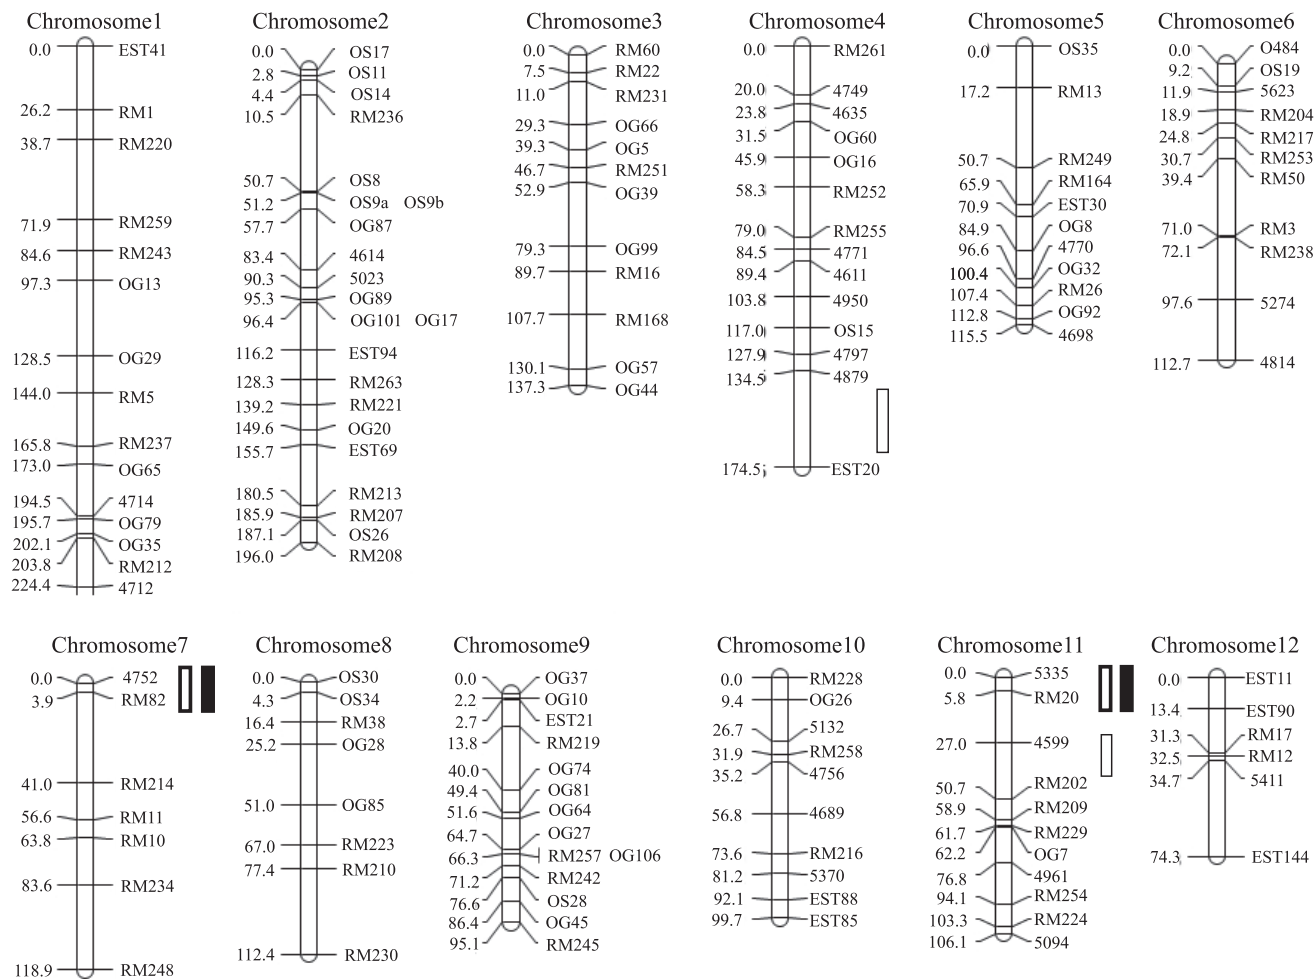 Chromosome1
0.0 EST41
26.2 RM1
38.7 RM220
71.9 RM259
84.6 RM243
97.3 OG13
128.5 OG29
144.0 RM5
165.8 RM237
173.0 OG65
194.5 4714
195.7 OG79
202.1 OG35
203.8 RM212
224.4 4712
Chromosome2
0.0 OS17
2.8 OS11
4.4 OS14
10.5 RM236
50.7 OS8
51.2 OS9a OS9b
57.7 OG87
83.4 4614
90.3 5023
95.3 OG89
96.4 OG101 OG17
116.2 EST94
128.3 RM263
139.2 RM221
149.6 OG20
155.7 EST69
180.5 RM213
185.9 RM207
187.1 OS26
196.0 RM208
Chromosome3
0.0 RM60
7.5 RM22
11.0 RM231
29.3 OG66
39.3 OG5
46.7 RM251
52.9 OG39
79.3 OG99
89.7 RM16
107.7 RM168
130.1 OG57
137.3 OG44
Chromosome4
0.0 RM261
20.0 4749
23.8 4635
31.5 OG60
45.9 OG16
58.3 RM252
79.0 RM255
84.5 4771
89.4 4611
103.8 4950
117.0 OS15
127.9 4797
134.5 4879
174.5 EST20
Chromosome5
0.0 OS35
17.2 RM13
50.7 RM249
65.9 RM164
70.9 EST30
84.9 OG8
96.6 4770
100.4 OG32
107.4 RM26
112.8 OG92
115.5 4698
Chromosome6
0.0 O484
9.2 OS19
11.9 5623
18.9 RM204
24.8 RM217
30.7 RM253
39.4 RM50
71.0 RM3
72.1 RM238
97.6 5274
112.7 4814
Chromosome7
0.0 4752
3.9 RM82
41.0 RM214
56.6 RM11
63.8 RM10
83.6 RM234
118.9 RM248
Chromosome8
0.0 OS30
4.3 OS34
16.4 RM38
25.2 OG28
51.0 OG85
67.0 RM223
77.4 RM210
112.4 RM230
Chromosome9
0.0 OG37
2.2 OG10
2.7 EST21
13.8 RM219
40.0 OG74
49.4 OG81
51.6 OG64
64.7 OG27
66.3 RM257 OG106
71.2 RM242
76.6 OS28
86.4 OG45
95.1 RM245
Chromosome10
0.0 RM228
9.4 OG26
26.7 5132
31.9 RM258
35.2 4756
56.8 4689
73.6 RM216
81.2 5370
92.1 EST88
99.7 EST85
Chromosome11
0.0 5335
5.8 RM20
27.0 4599
50.7 RM202
58.9 RM209
61.7 RM229
62.2 OG7
76.8 4961
94.1 RM254
103.3 RM224
106.1 5094
Chromosome12
0.0 EST11
13.4 EST90
31.3 RM17
32.5 RM12
34.7 5411
74.3 EST144